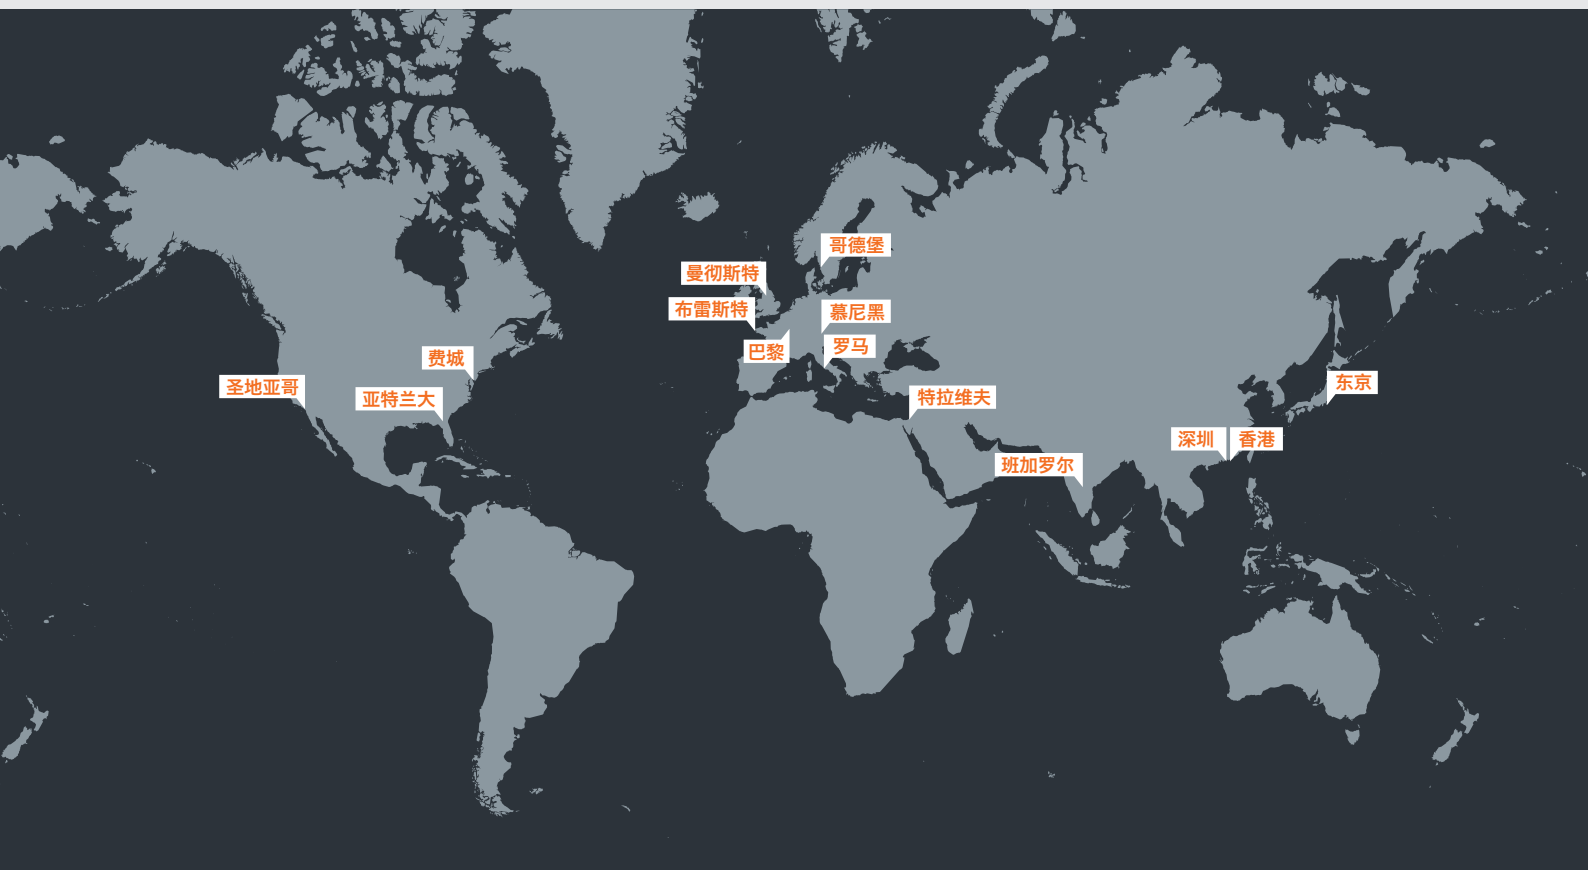 哥德堡
曼彻斯特
布雷斯特
慕尼黑
巴黎
罗马
费城
圣地亚哥
亚特兰大
特拉维夫
东京
深圳
香港
班加罗尔